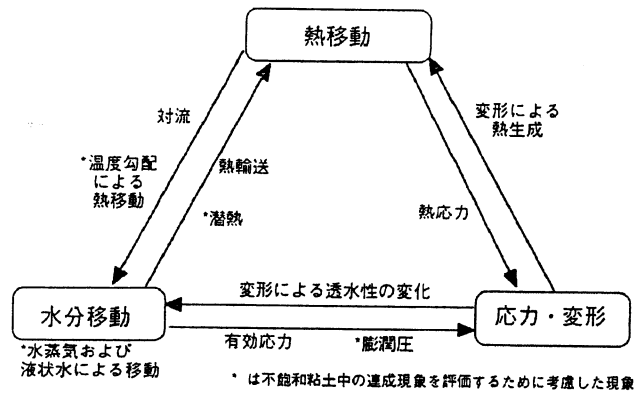 熱移動
変形による
熱生成
対流
*温度勾配
による
熱移動
熱輸送
*潜熱
熱応力
変形による透水性の変化
水分移動
応力・変形
有効応力
*膨潤圧
*水蒸気および
液状水による移動
* は不飽和粘土中の連成現象を評価するために考慮した現象